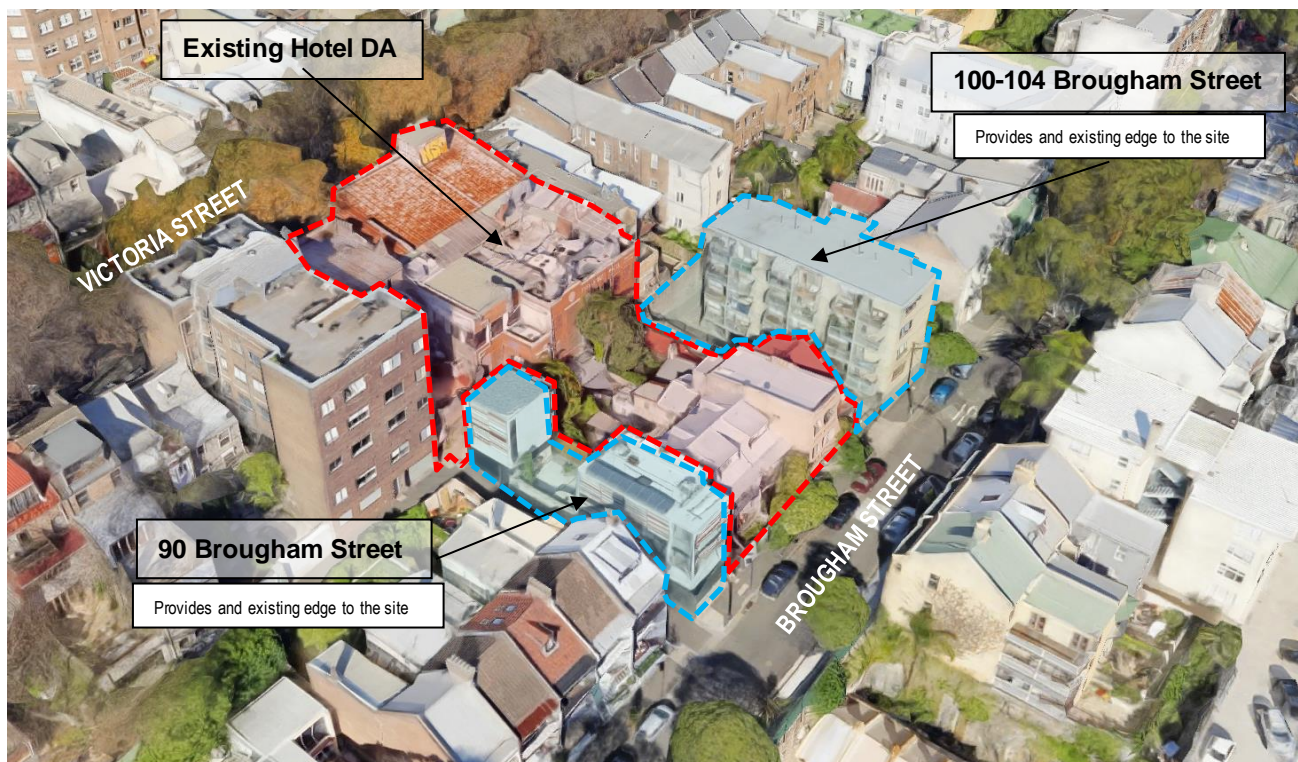 Existing Hotel DA
100-104 Brougham Street
Provides and existing edge to the site
VICTORIA STREET
90 Brougham Street
Provides and existing edge to the site
BROUGHAM STREET